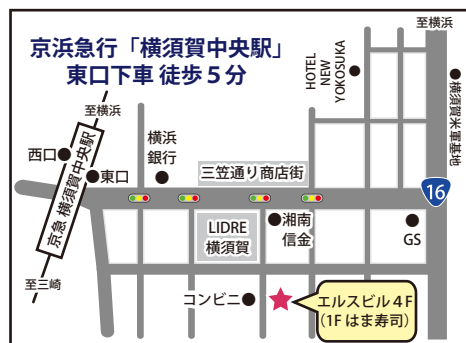 京浜急行「横須賀中央駅」
東口下車 徒歩5分
至横浜
至横浜
HOTEL
NEW
YOKOSUKA
横須賀米軍基地
西口
京急 横須賀中央駅
東口
横浜
銀行
三笠通り商店街
16
LIDRE
横須賀
湘南
信金
GS
至三崎
コンビニ
エルスビル4F
(1F はま寿司)